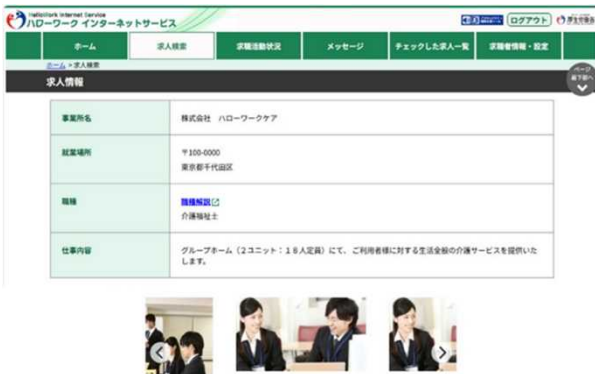 HelloWork Internet Service
ハローワーク インターネットサービス
ログアウト
ホーム
求人検索
求職活動状況
メッセージ
チェックした求人一覧
求職者情報・設定
ホーム > 求人検索
ページ
最下部へ
求人情報
事業所名
株式会社 ハローワークケア
就業場所
〒100-0000
東京都千代田区
職種
職種解説
介護福祉士
仕事内容
グループホーム（２ユニット：１８人定員）にて、ご利用者様に対する生活全般の介護サービスを提供いた
します。